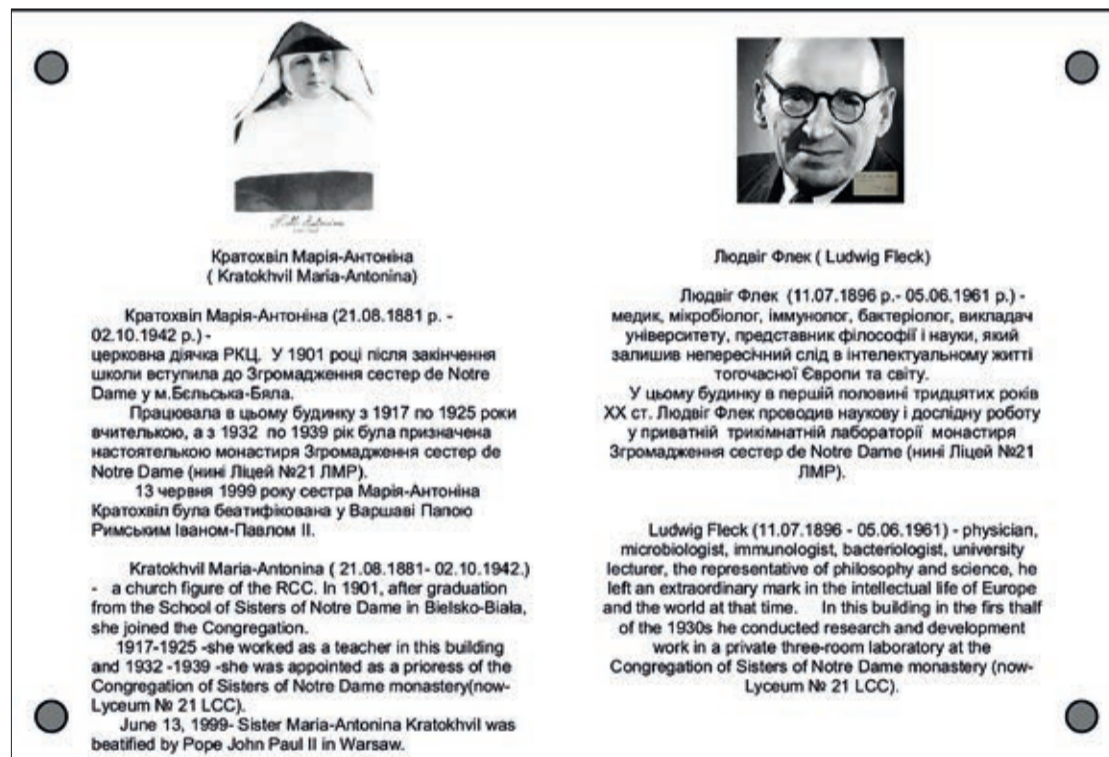 Кратохвіл Марія-Антоніна
( Kratokhvil Maria-Antonina)
Кратохвіл Марія-Антоніна (21.08.1881 р. -
02.10.1942 р.) -
церковна діячка РКЦ. У 1901 році після закінчення
школи вступила до Згромадження сестер de Notre
Dame у м.Бєльська-Бяла.
Працювала в цьому будинку з 1917 по 1925 роки
вчителькою, а з 1932 по 1939 рік була призначена
настоятелькою монастиря Згромадження сестер de
Notre Dame (нині Ліцей №21 ЛМР).
13 червня 1999 року сестра Марія-Антоніна
Кратохвіл була беатифікована у Варшаві Папою
Римським Іваном-Павлом ІІ.
Kratokhvil Maria-Antonina ( 21.08.1881- 02.10.1942.)
- a church figure of the RCC. In 1901, after graduation
from the School of Sisters of Notre Dame in Bielsko-Biała,
she joined the Congregation.
1917-1925 -she worked as a teacher in this building
and 1932 -1939 -she was appointed as a prioress of the
Congregation of Sisters of Notre Dame monastery(now-
Lyceum № 21 LCC).
June 13, 1999- Sister Maria-Antonina Kratokhvil was
beatified by Pope John Paul II in Warsaw.
Людвіг Флек ( Ludwig Fleck)
Людвіг Флек (11.07.1896 р.- 05.06.1961 р.) -
медик, мікробіолог, іммунолог, бактеріолог, викладач
університету, представник філософії і науки, який
залишив непересічний слід в інтелектуальному житті
тогочасної Європи та світу.
У цьому будинку в першій половині тридцятих років
ХХ ст. Людвіг Флек проводив наукову і дослідну роботу
у приватній трикімнатній лабораторії монастиря
Згромадження сестер de Notre Dame (нині Ліцей №21
ЛМР).
Ludwig Fleck (11.07.1896 - 05.06.1961) - physician,
microbiologist, immunologist, bacteriologist, university
lecturer, the representative of philosophy and science, he
left an extraordinary mark in the intellectual life of Europe
and the world at that time. In this building in the firs thalf
of the 1930s he conducted research and development
work in a private three-room laboratory at the
Congregation of Sisters of Notre Dame monastery (now-
Lyceum № 21 LCC).